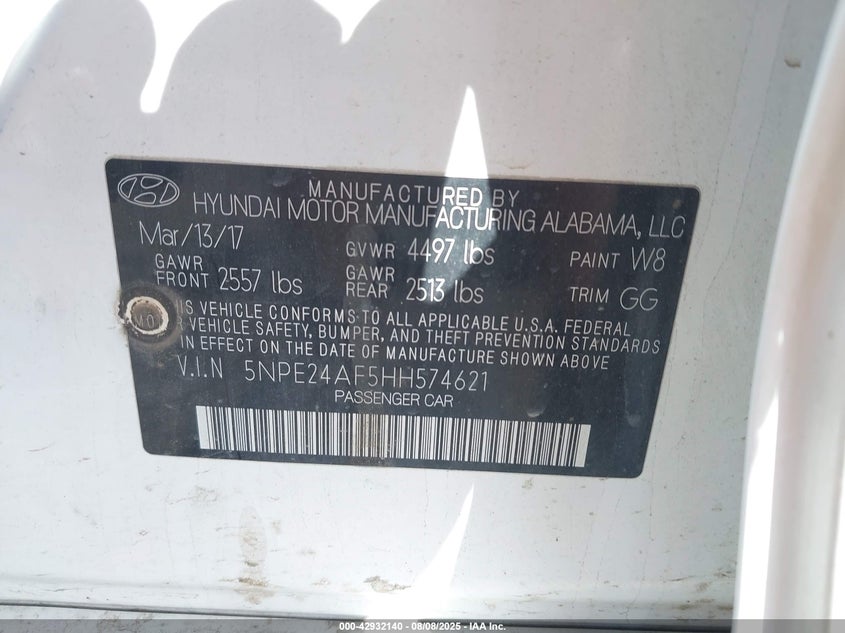 MANUFACTURED BY
HYUNDAI MOTOR MANUFACTURING ALABAMA, LLC
Mar/13/17 GVWR 4497 lbs PAINT W8
GAWR FRONT 2557 lbs GAWR REAR 2513 lbs TRIM GG
IS VEHICLE CONFORMS TO ALL APPLICABLE U.S.A. FEDERAL
MO VEHICLE SAFETY, BUMPER, AND THEFT PREVENTION STANDARDS
IN EFFECT ON THE DATE OF MANUFACTURE SHOWN ABOVE
V.I.N 5NPE24AF5HH574621
PASSENGER CAR
000-42932140 - 08/08/2025 - IAA Inc.